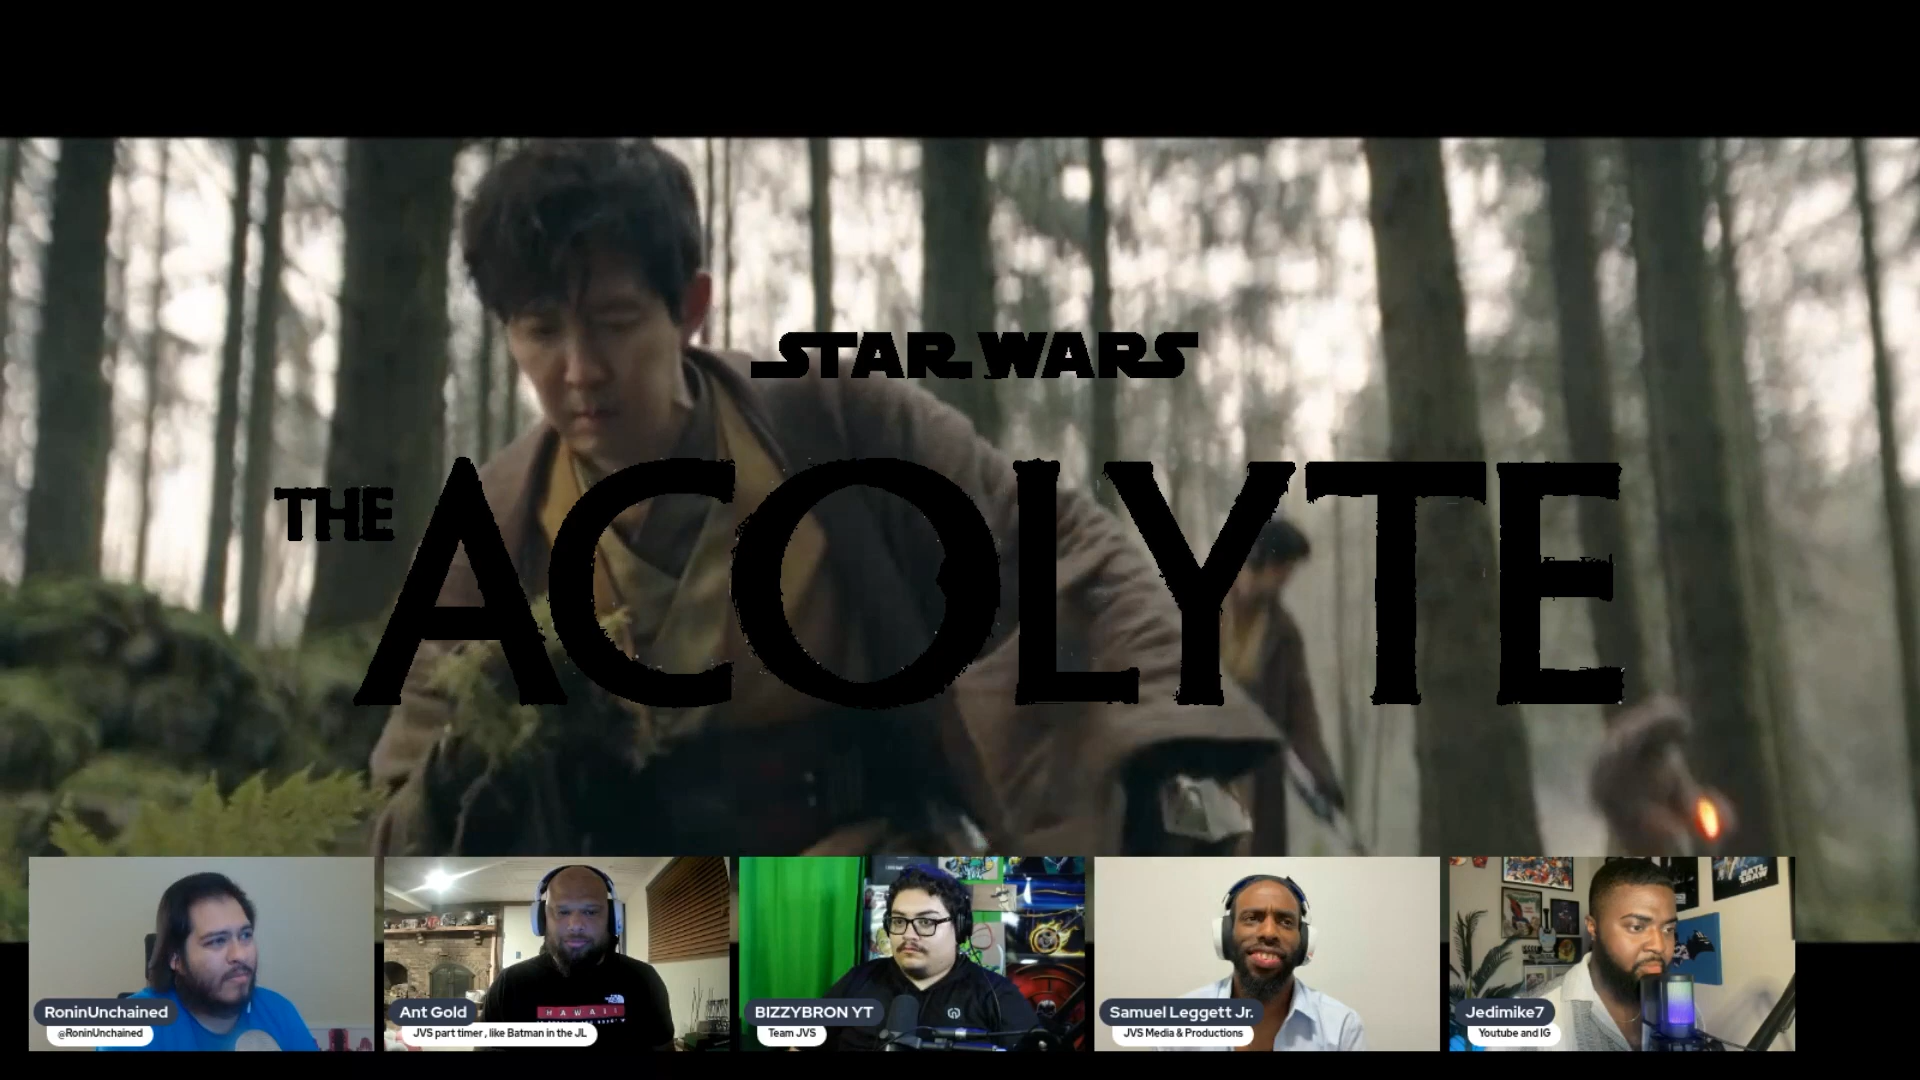 STAR WARS
THE ACOLYTE
RoninUnchained
@RoninUnchained
Ant Gold
JVS part timer , like Batman in the JL
HAWAII
BIZZYBRON YT
Team JVS
Samuel Leggett Jr.
JVS Media & Productions
Jedimike7
Youtube and IG